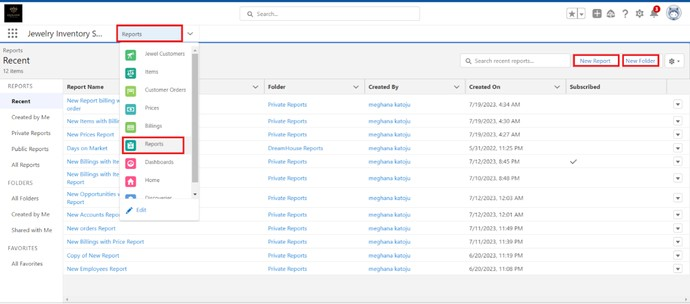 Search...
1
Jewelry Inventory S...
Reports
Reports
Recent
12 items
Search recent reports...
New Report
New Folder
REPORTS
Recent
Created by Me
Private Reports
Public Reports
All Reports
FOLDERS
All Folders
Created by Me
Shared with Me
FAVORITES
All Favorites
Jewel Customers
Items
Customer Orders
Prices
Billings
Reports
Dashboards
Home
Edit
Report Name Folder Created By Created On Subscribed
New Report billing w
order Private Reports meghana katoju 7/19/2023, 4:34 AM
New Items with Billin Private Reports meghana katoju 7/19/2023, 4:30 AM
New Prices Report Private Reports meghana katoju 7/19/2023, 4:27 AM
Days on Market DreamHouse Reports meghana katoju 5/31/2022, 11:25 PM
New Billings with Ite
Report Private Reports meghana katoju 7/12/2023, 8:45 PM
New Billings with Ite
Report Private Reports meghana katoju 7/10/2023, 8:48 PM
New Opportunities w
Report Private Reports meghana katoju 7/12/2023, 12:03 AM
New Accounts Repor Private Reports meghana katoju 7/12/2023, 12:01 AM
New orders Report Private Reports meghana katoju 7/11/2023, 11:49 PM
New Billings with Price Report Private Reports meghana katoju 7/11/2023, 11:39 PM
Copy of New Report Private Reports meghana katoju 6/20/2023, 11:19 PM
New Employees Report Private Reports meghana katoju 6/20/2023, 11:08 PM